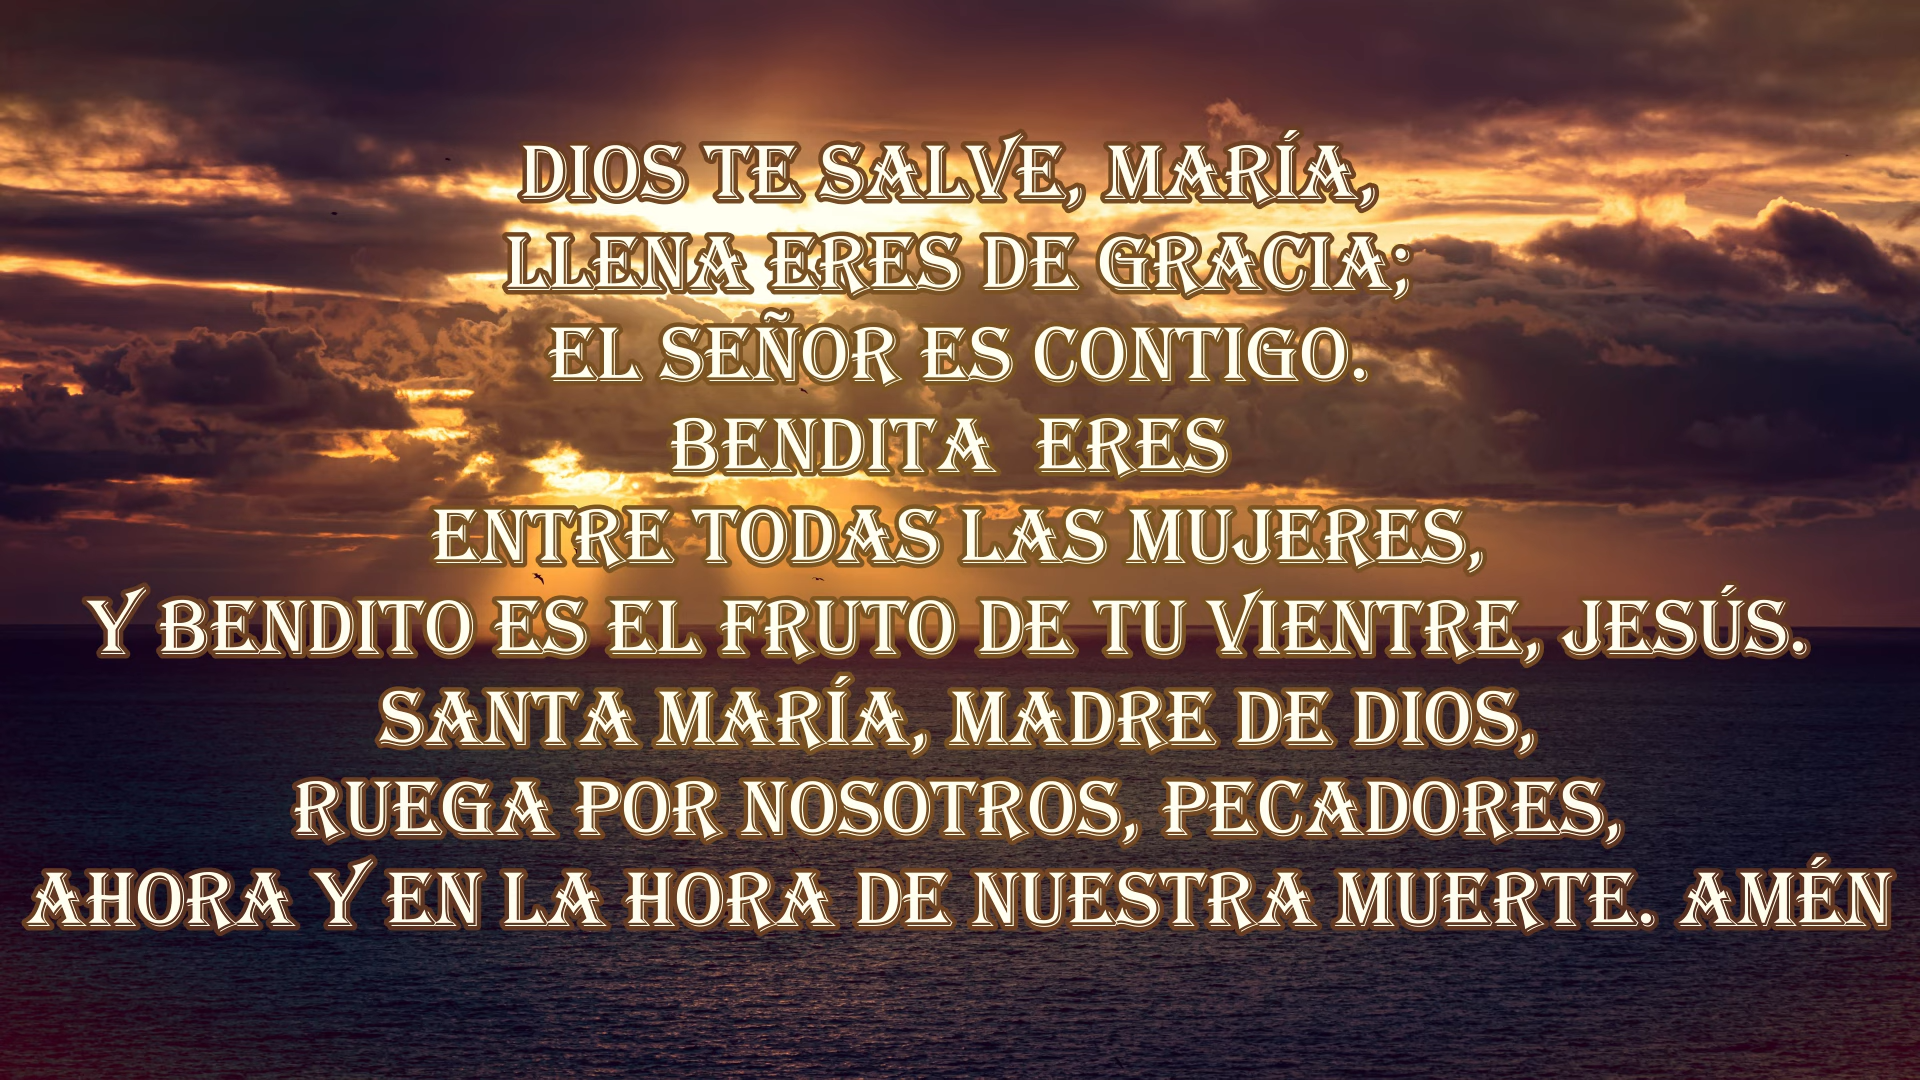 DIOS TE SALVE, MARÍA,
LLENA ERES DE GRACIA;
EL SEÑOR ES CONTIGO.
BENDITA  ERES
ENTRE TODAS LAS MUJERES,
Y BENDITO ES EL FRUTO DE TU VIENTRE, JESÚS.
SANTA MARÍA, MADRE DE DIOS,
RUEGA POR NOSOTROS, PECADORES,
AHORA Y EN LA HORA DE NUESTRA MUERTE. AMÉN